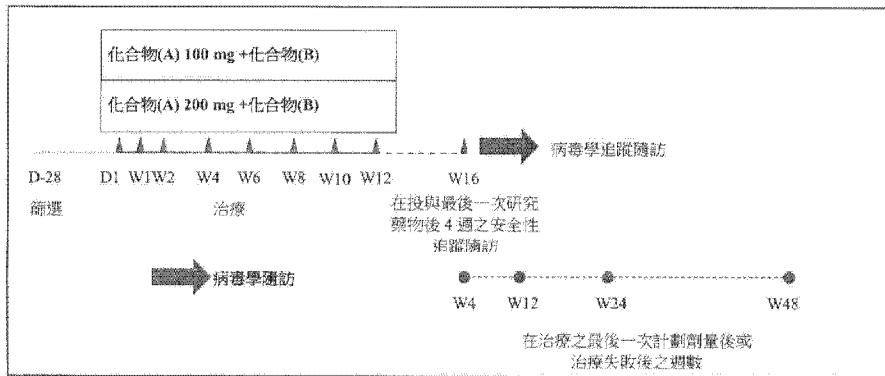 化合物(A) 100 mg +化合物(B)
化合物(A) 200 mg +化合物(B)
病毒學追蹤隨訪
D-28 D1 W1 W2 W4 W6 W8 W10 W12 W16
篩選 治療 在投與最後一次研究
藥物後 4 週之安全性
追蹤隨訪
病毒學隨訪
W4 W12 W24 W48
在治療之最後一次計劃劑量後或
治療失敗後之週數